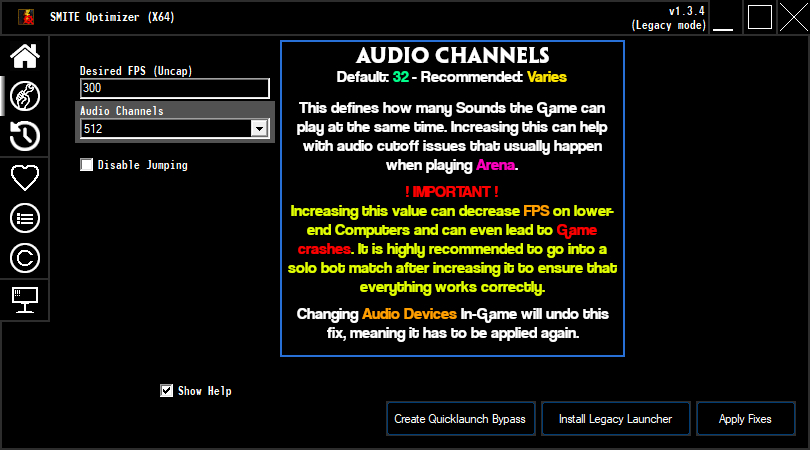 SMITE Optimizer (X64)
v1.3.4
(Legacy mode)
Desired FPS (Uncap)
300
Audio Channels
512
Disable Jumping
AUDIO CHANNELS
Default: 32 - Recommended: Varies
This defines how many Sounds the Game can
play at the same time. Increasing this can help
with audio cutoff issues that usually happen
when playing Arena.
! IMPORTANT !
Increasing this value can decrease FPS on lower-
end Computers and can even lead to Game
crashes. It is highly recommended to go into a
solo bot match after increasing it to ensure that
everything works correctly.
Changing Audio Devices In-Game will undo this
fix, meaning it has to be applied again.
Show Help
Create Quicklaunch Bypass
Install Legacy Launcher
Apply Fixes